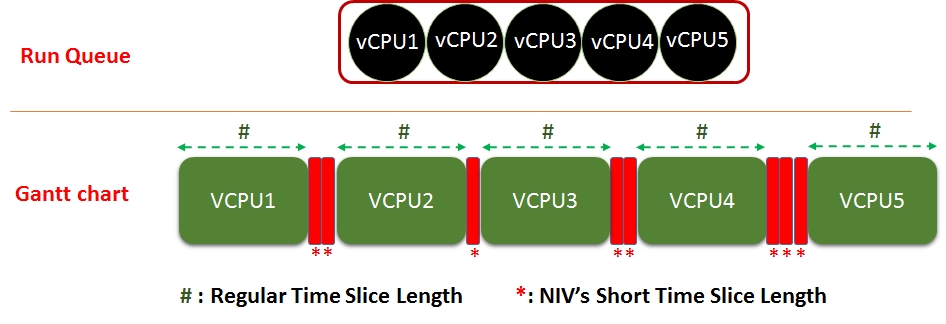 Run Queue
vCPU1 vCPU2 vCPU3 vCPU4 vCPU5
# # # # #
Gantt chart
VCPU1 VCPU2 VCPU3 VCPU4 VCPU5
** * ** ***
# : Regular Time Slice Length *: NIV's Short Time Slice Length